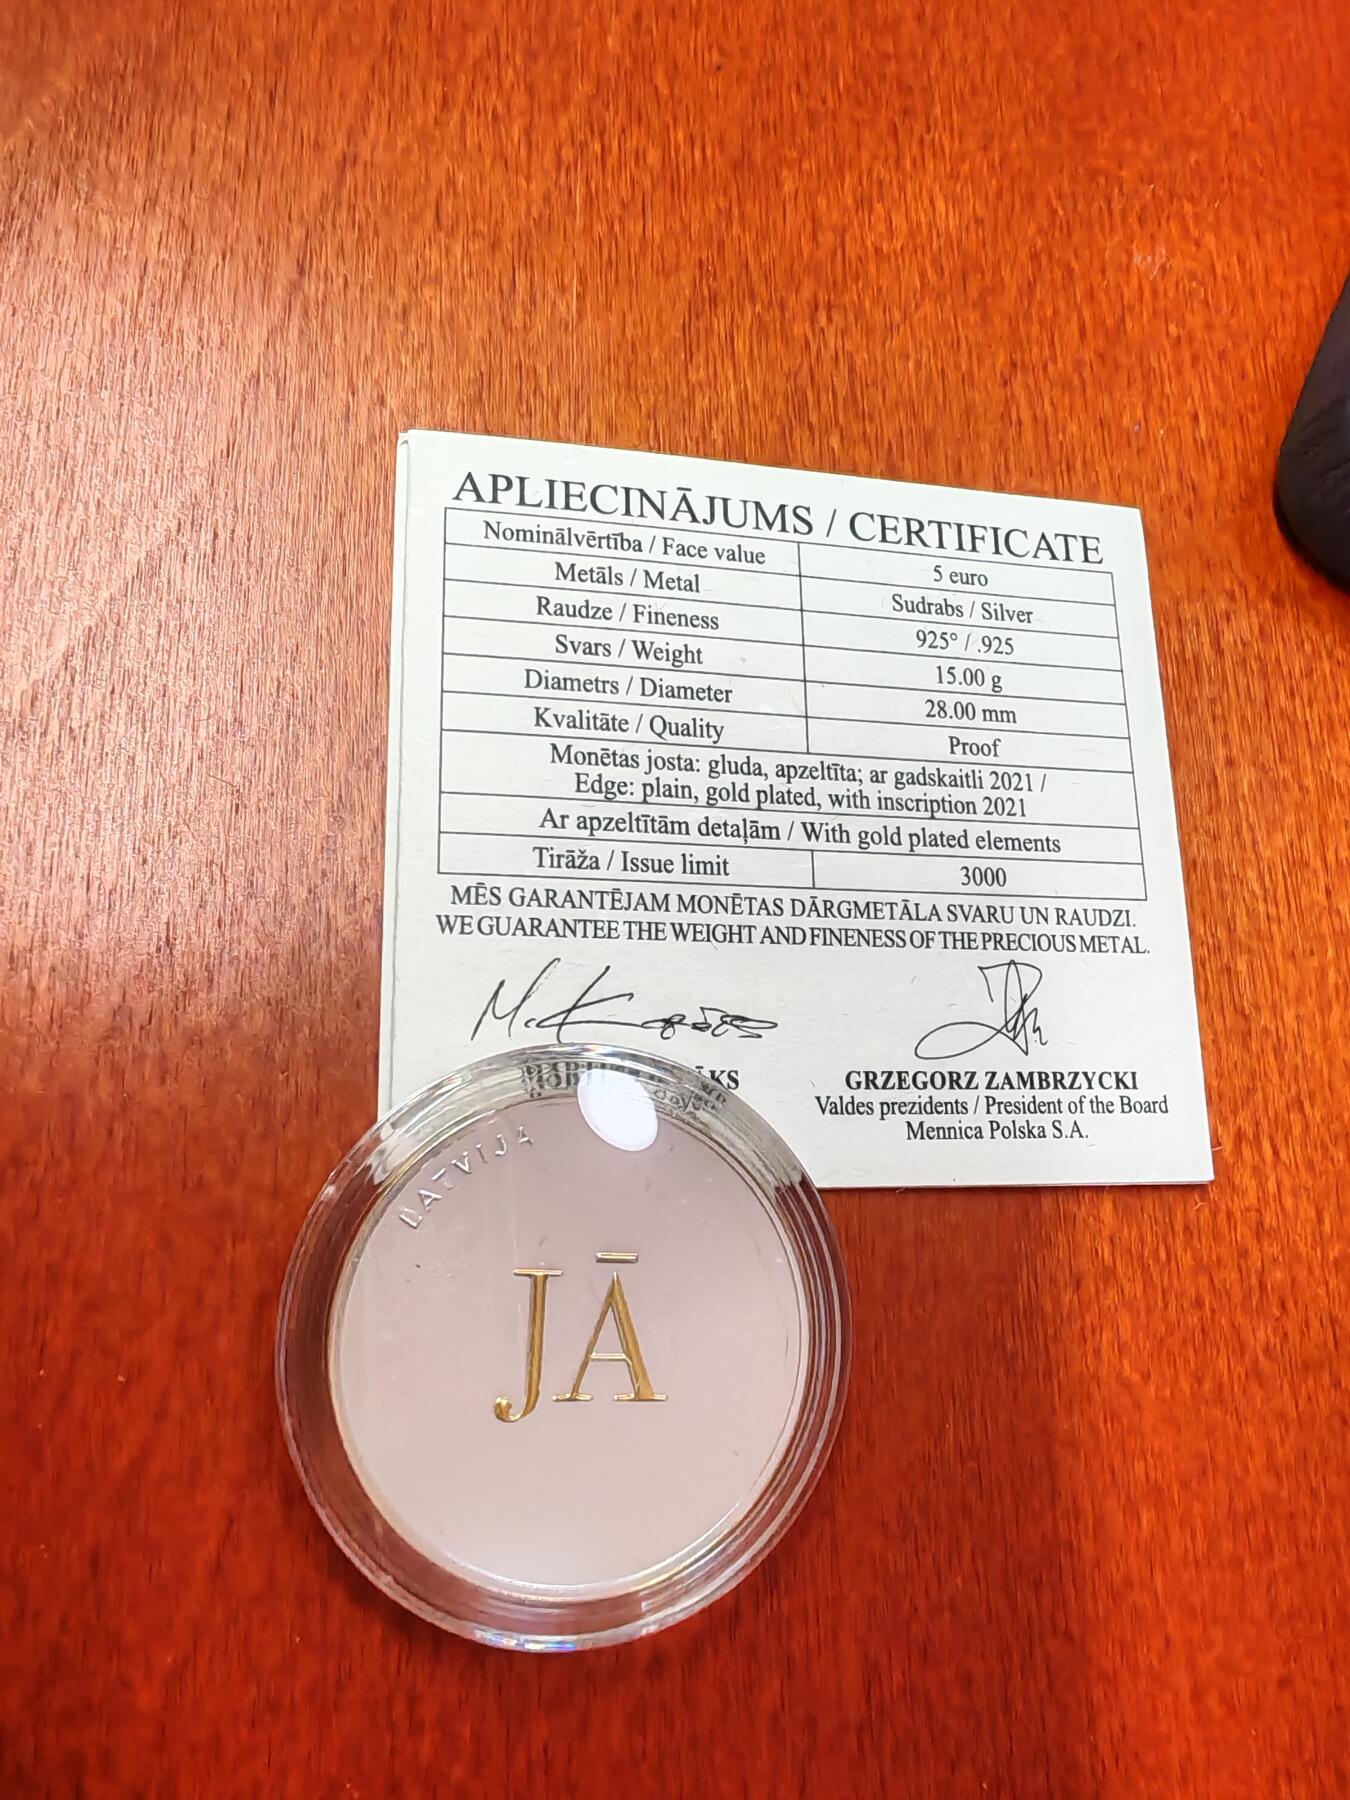 APLIECINĀJUMS / CERTIFICATE
Nominālvērtība / Face value 5 euro
Metāls / Metal Sudrabs / Silver
Raudze / Fineness 925° / .925
Svars / Weight 15.00 g
Diametrs / Diameter 28.00 mm
Kvalitāte / Quality Proof
Monētas josta: gluda, apzeltīta; ar gadskaitli 2021 /
Edge: plain, gold plated, with inscription 2021
Ar apzeltītām detaļām / With gold plated elements
Tirāža / Issue limit 3000
MĒS GARANTĒJAM MONĒTAS DĀRGMETĀLA SVARU UN RAUDZI.
WE GUARANTEE THE WEIGHT AND FINENESS OF THE PRECIOUS METAL.
GRZEGORZ ZAMBRZYCKI
Valdes prezidents / President of the Board
Mennica Polska S.A.
LATVIJA
JĀ